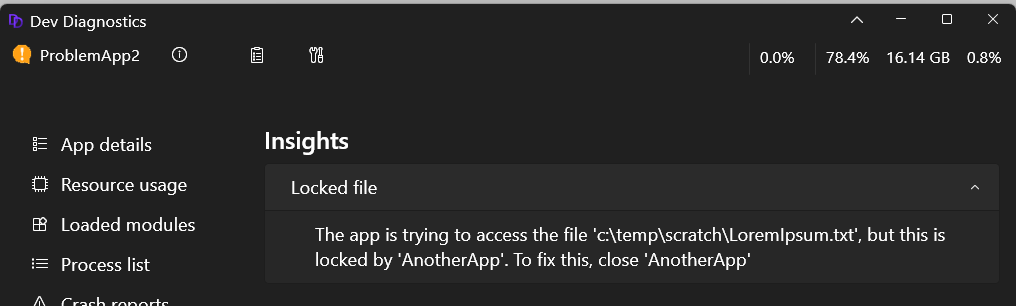 Dev Diagnostics
ProblemApp2
0.0% 78.4% 16.14 GB 0.8%
App details
Resource usage
Loaded modules
Process list
Crash reports
Insights
Locked file
The app is trying to access the file 'c:\temp\scratch\LoremIpsum.txt', but this is
locked by 'AnotherApp'. To fix this, close 'AnotherApp'